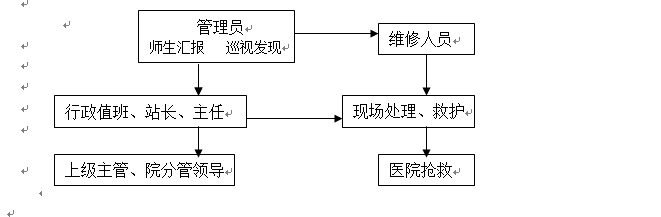 管理员
师生汇报 巡视发现
维修人员
行政值班、站长、主任
现场处理、救护
上级主管、院分管领导
医院抢救